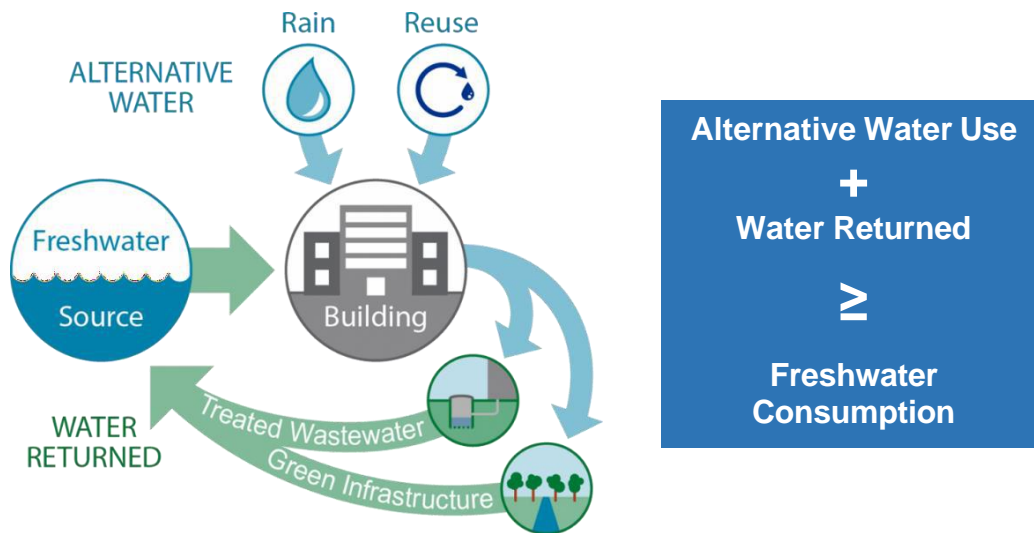 Rain
Reuse
ALTERNATIVE
WATER
Freshwater
Source
Building
Treated Wastewater
Green Infrastructure
WATER
RETURNED
Alternative Water Use
+
Water Returned
≥
Freshwater
Consumption